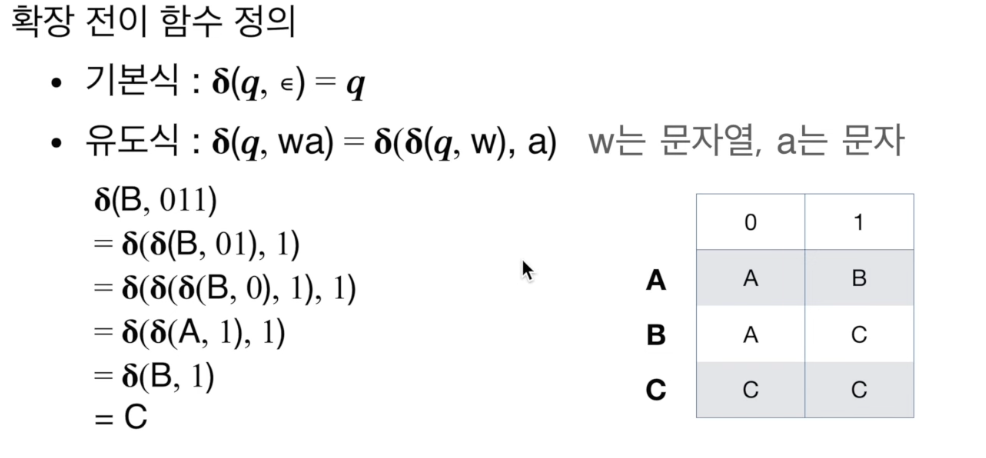 확장 전이 함수 정의
• 기본식 : δ(q, ϵ) = q
• 유도식 : δ(q, wa) = δ(δ(q, w), a) w는 문자열, a는 문자
δ(B, 011)
= δ(δ(B, 01), 1)
= δ(δ(δ(B, 0), 1), 1)
= δ(δ(A, 1), 1)
= δ(B, 1)
= C
0 1
A A B
B A C
C C C